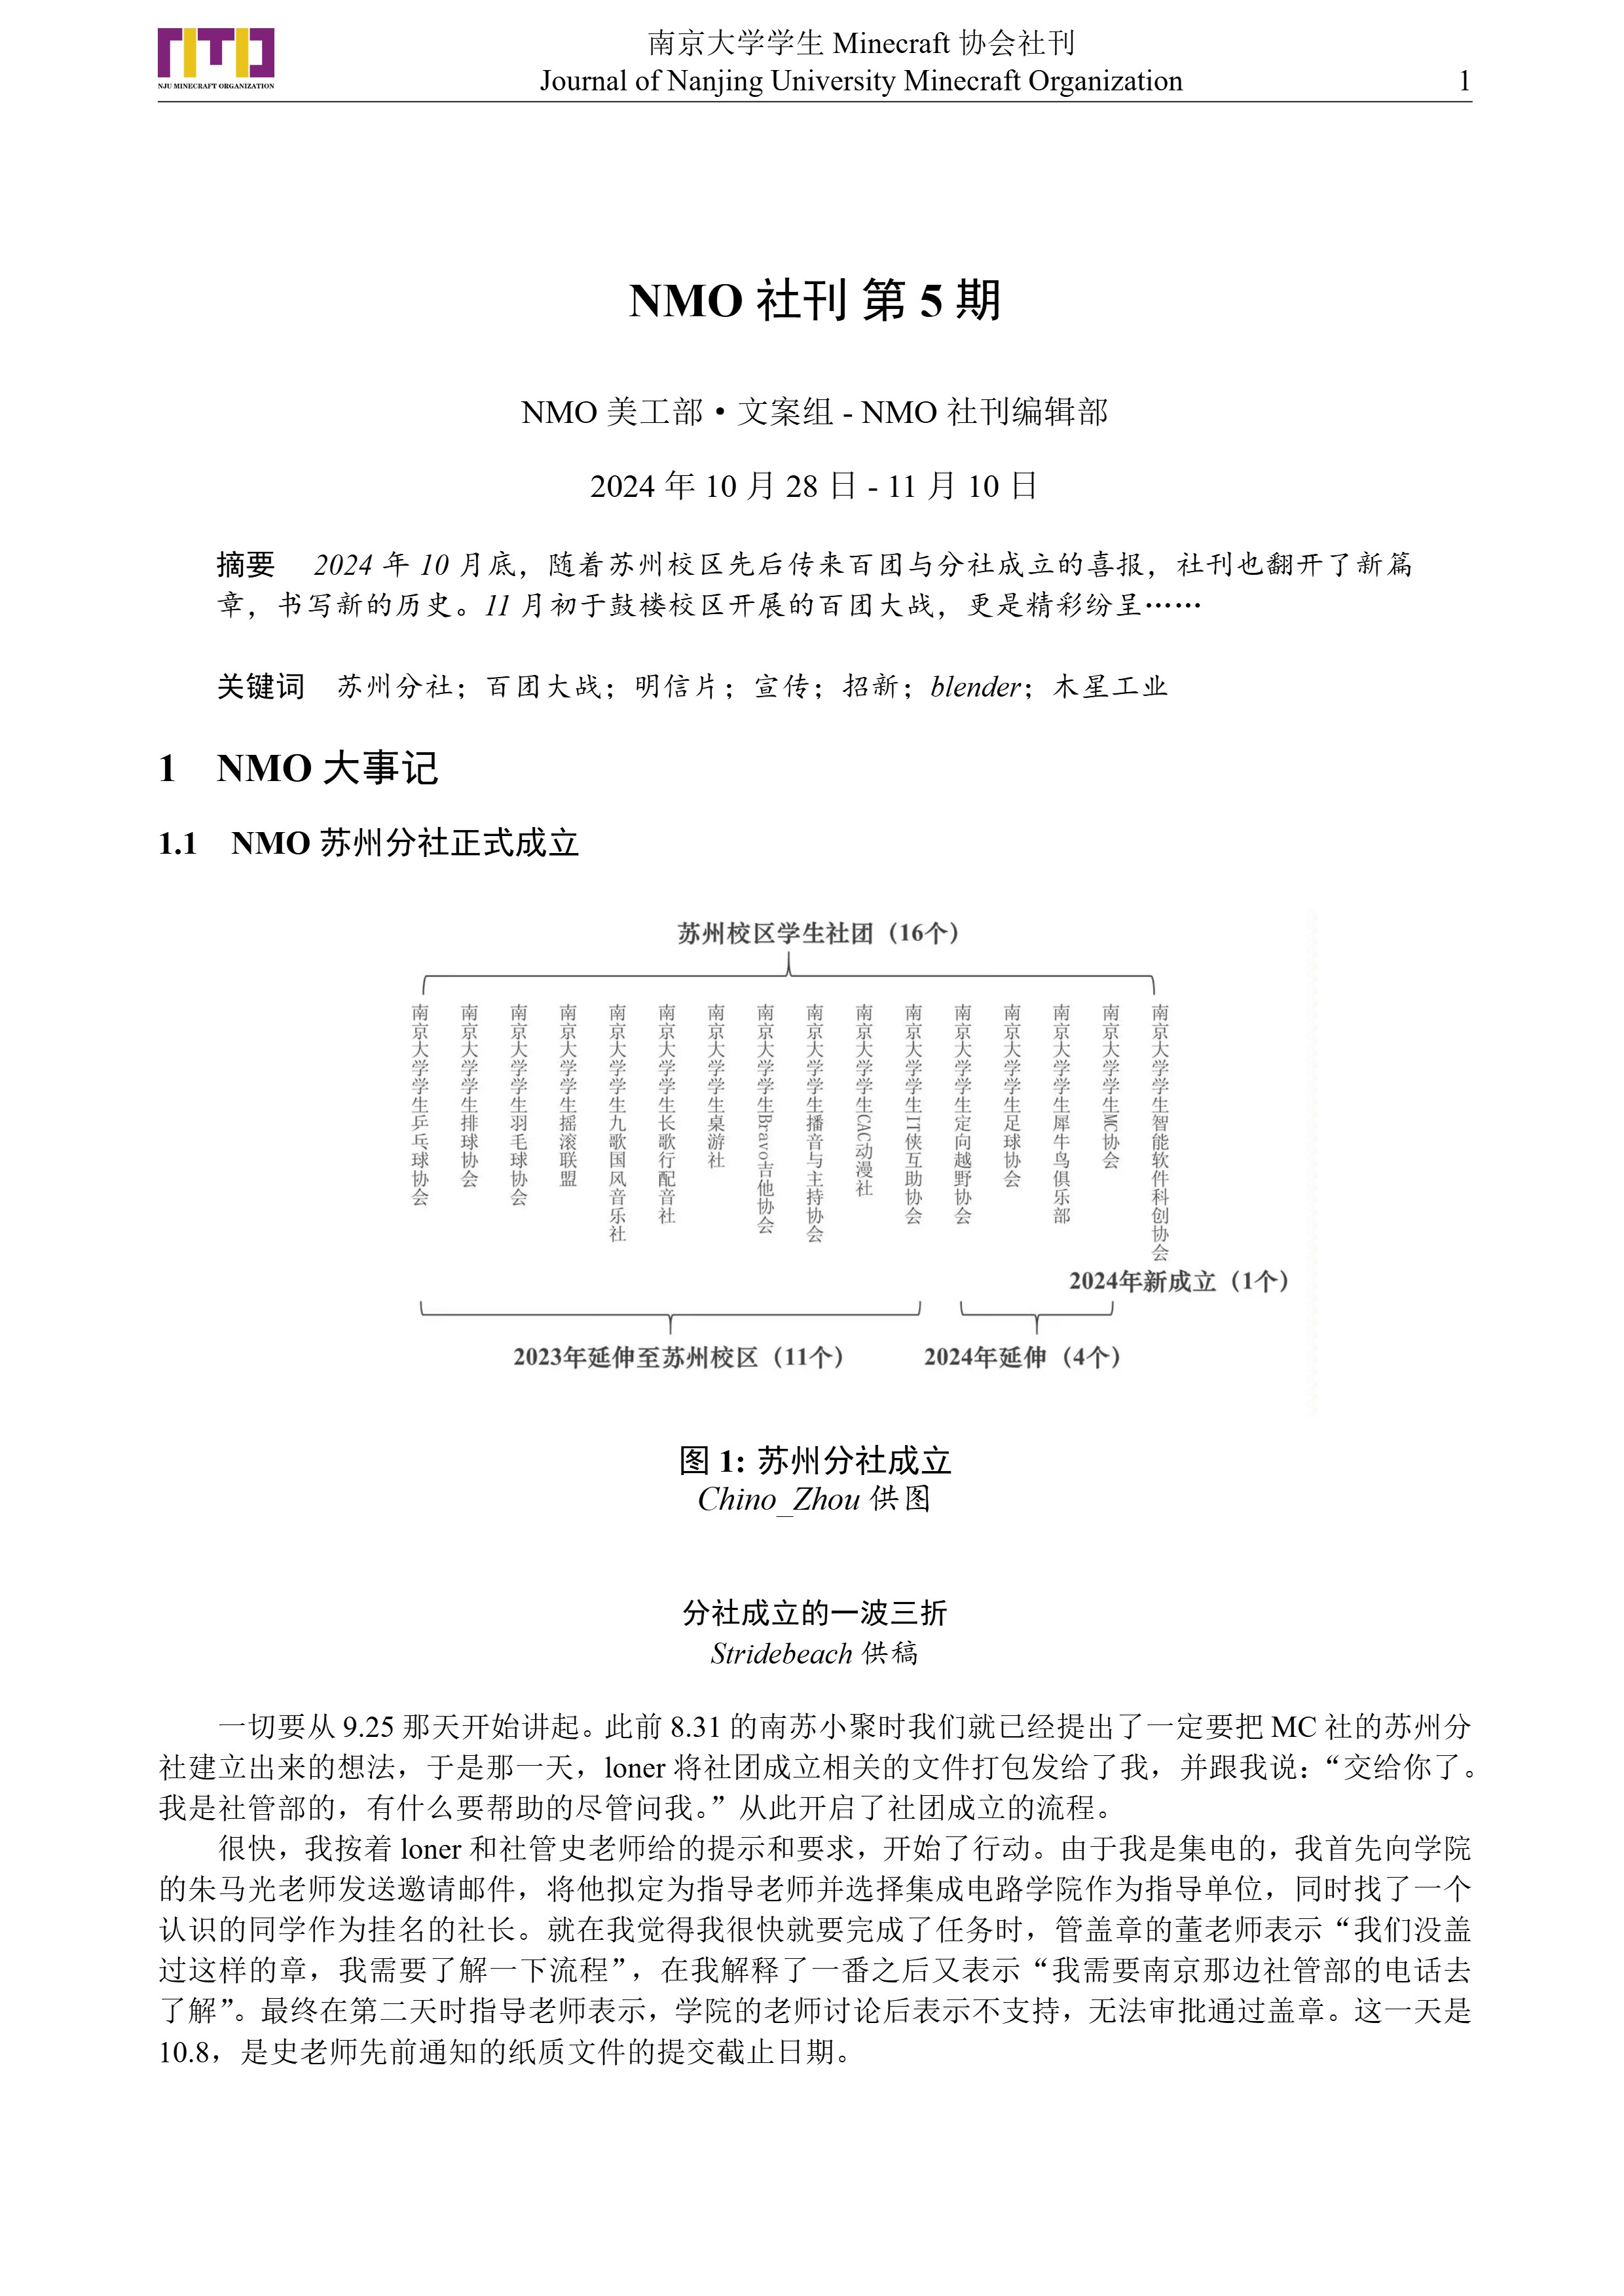 NJU MINECRAFT ORGANIZATION
南京大学学生 Minecraft 协会社刊
Journal of Nanjing University Minecraft Organization
1
NMO 社刊 第 5 期
NMO 美工部·文案组 - NMO 社刊编辑部
2024 年 10 月 28 日 - 11 月 10 日
摘要 2024 年 10 月底，随着苏州校区先后传来百团与分社成立的喜报，社刊也翻开了新篇
章，书写新的历史。11 月初于鼓楼校区开展的百团大战，更是精彩纷呈……
关键词 苏州分社；百团大战；明信片；宣传；招新；blender；木星工业
1 NMO 大事记
1.1 NMO 苏州分社正式成立
苏州校区学生社团（16个）
南京大学学生乒乓球协会
南京大学学生排球协会
南京大学学生羽毛球协会
南京大学学生摇滚联盟
南京大学学生九歌国风音乐社
南京大学学生长歌行配音社
南京大学学生桌游社
南京大学学生Bravo吉他协会
南京大学学生播音与主持协会
南京大学学生CAC动漫社
南京大学学生IT侠互助协会
南京大学学生定向越野协会
南京大学学生足球协会
南京大学学生犀牛鸟俱乐部
南京大学学生MC协会
南京大学学生智能软件科创协会
2024年新成立（1个）
2023年延伸至苏州校区（11个）
2024年延伸（4个）
图 1: 苏州分社成立
Chino_Zhou 供图
分社成立的一波三折
Stridebeach 供稿
一切要从 9.25 那天开始讲起。此前 8.31 的南苏小聚时我们就已经提出了一定要把 MC 社的苏州分
社建立出来的想法，于是那一天，loner 将社团成立相关的文件打包发给了我，并跟我说：“交给你了。
我是社管部的，有什么要帮助的尽管问我。”从此开启了社团成立的流程。
很快，我按着 loner 和社管史老师给的提示和要求，开始了行动。由于我是集电的，我首先向学院
的朱马光老师发送邀请邮件，将他拟定为指导老师并选择集成电路学院作为指导单位，同时找了一个
认识的同学作为挂名的社长。就在我觉得我很快就要完成了任务时，管盖章的董老师表示“我们没盖
过这样的章，我需要了解一下流程”，在我解释了一番之后又表示“我需要南京那边社管部的电话去
了解”。最终在第二天时指导老师表示，学院的老师讨论后表示不支持，无法审批通过盖章。这一天是
10.8，是史老师先前通知的纸质文件的提交截止日期。